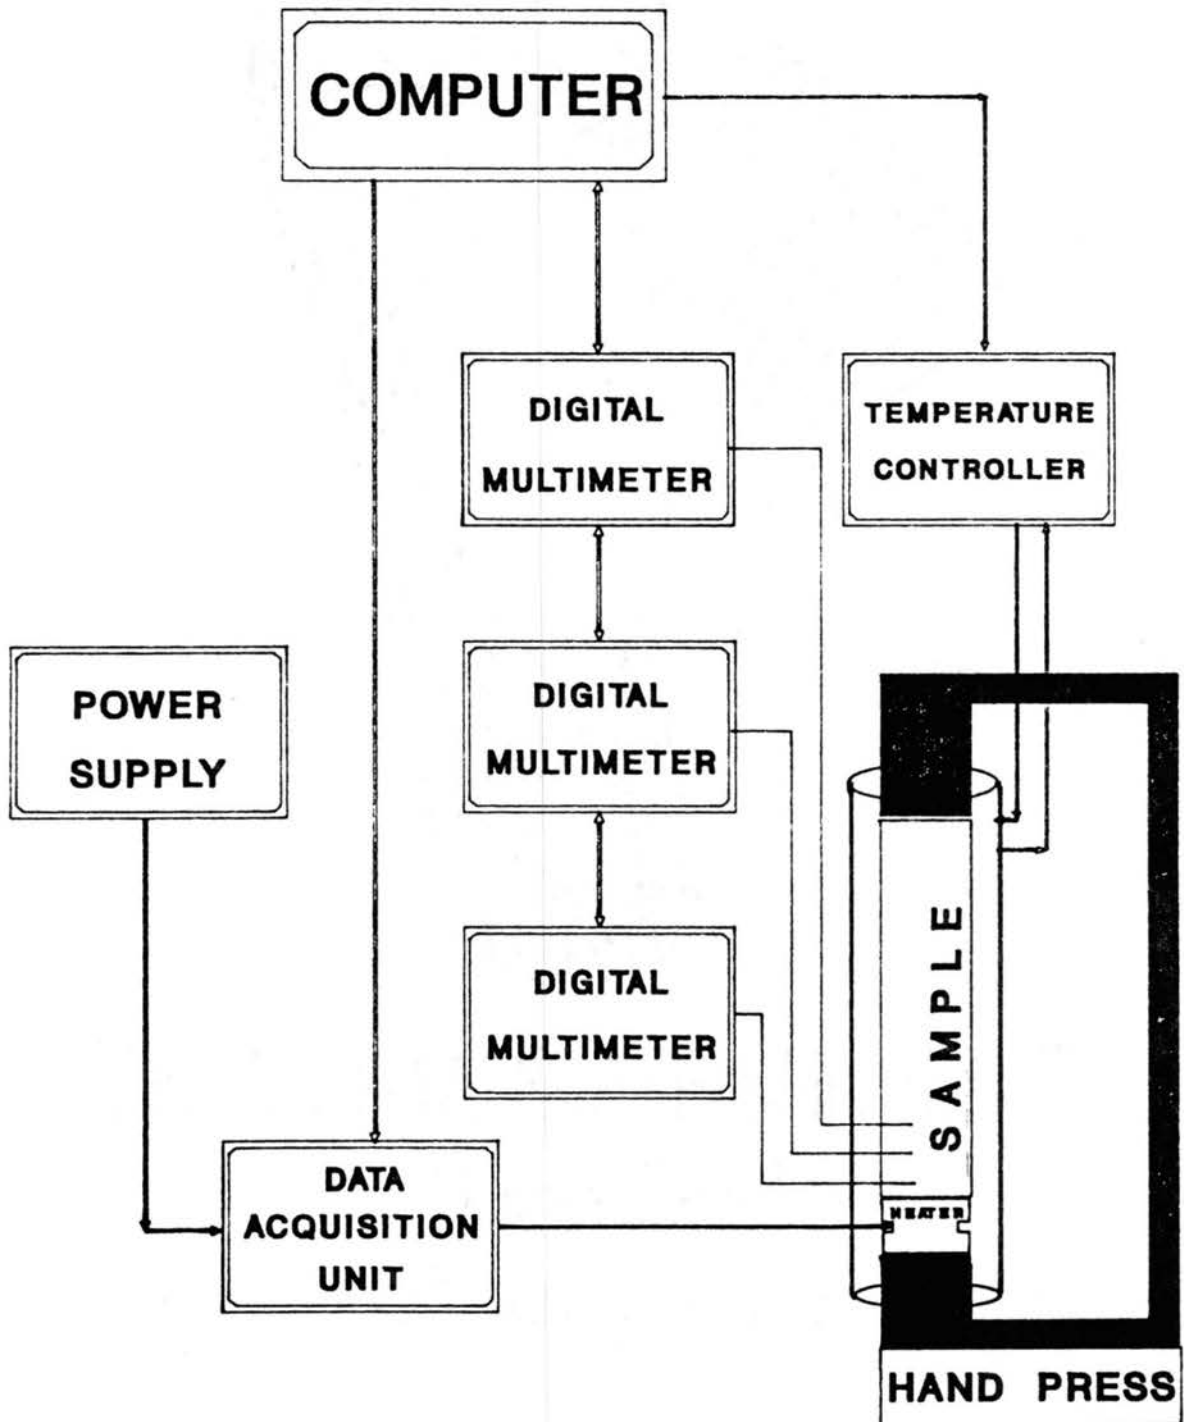 COMPUTER
DIGITAL
MULTIMETER
TEMPERATURE
CONTROLLER
POWER
SUPPLY
DIGITAL
MULTIMETER
DIGITAL
MULTIMETER
SAMPLE
DATA
ACQUISITION
UNIT
HEATER
HAND PRESS